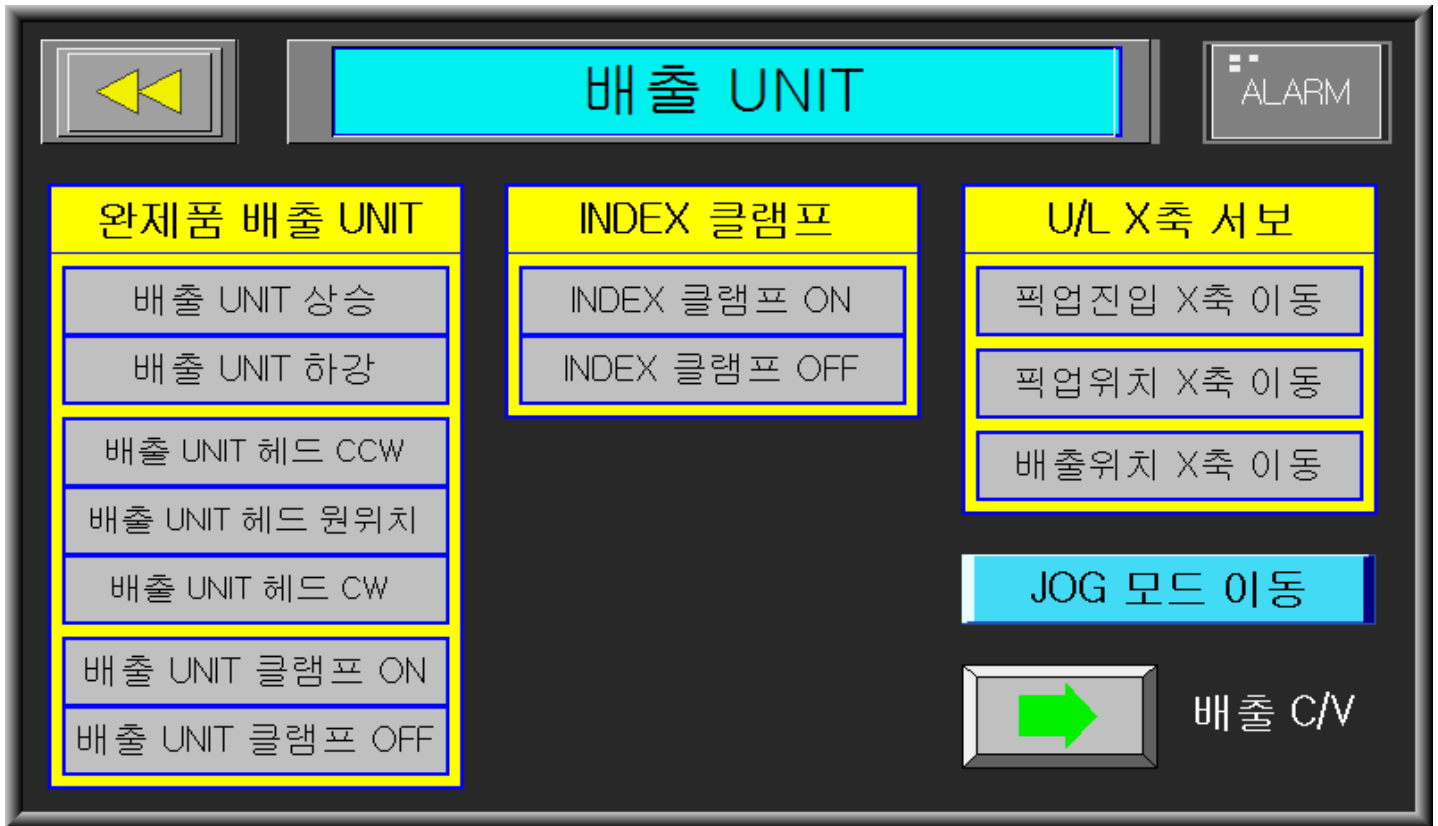 배출 UNIT
ALARM
완제품 배출 UNIT
배출 UNIT 상승
배출 UNIT 하강
배출 UNIT 헤드 CCW
배출 UNIT 헤드 원위치
배출 UNIT 헤드 CW
배출 UNIT 클램프 ON
배출 UNIT 클램프 OFF
INDEX 클램프
INDEX 클램프 ON
INDEX 클램프 OFF
U/L X축 서보
픽업진입 X축 이동
픽업위치 X축 이동
배출위치 X축 이동
JOG 모드 이동
배출 C/V